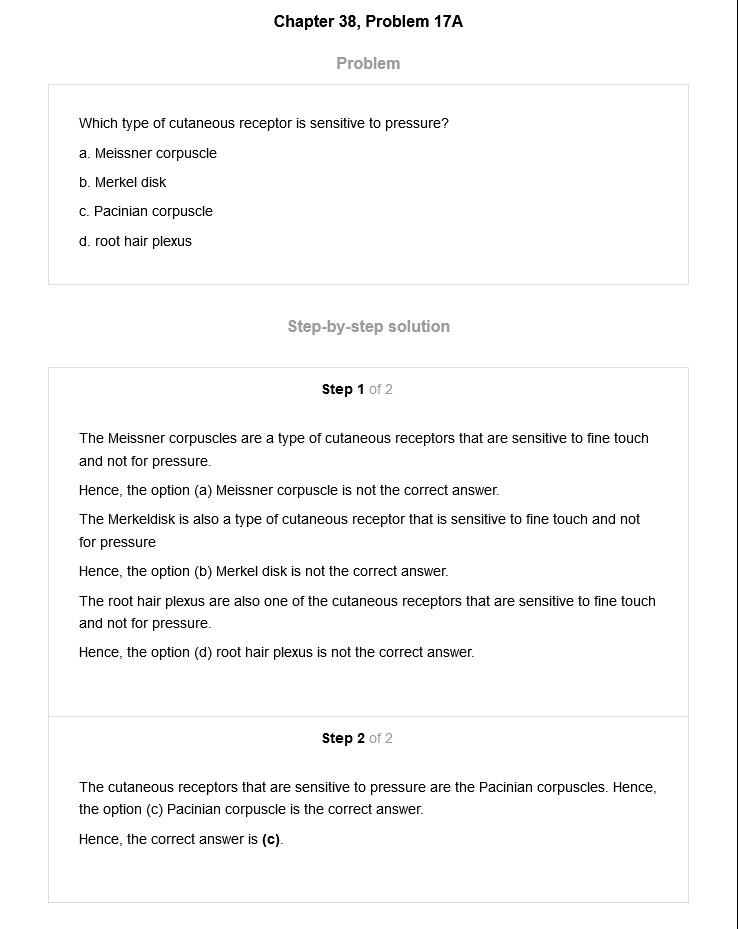 Chapter 38, Problem 17A
Problem
Which type of cutaneous receptor is sensitive to pressure?
a. Meissner corpuscle
b. Merkel disk
c. Pacinian corpuscle
d. root hair plexus
Step-by-step solution
Step 1 of 2
The Meissner corpuscles are a type of cutaneous receptors that are sensitive to fine touch
and not for pressure.
Hence, the option (a) Meissner corpuscle is not the correct answer.
The Merkeldisk is also a type of cutaneous receptor that is sensitive to fine touch and not
for pressure
Hence, the option (b) Merkel disk is not the correct answer.
The root hair plexus are also one of the cutaneous receptors that are sensitive to fine touch
and not for pressure.
Hence, the option (d) root hair plexus is not the correct answer.
Step 2 of 2
The cutaneous receptors that are sensitive to pressure are the Pacinian corpuscles. Hence,
the option (c) Pacinian corpuscle is the correct answer.
Hence, the correct answer is (c).